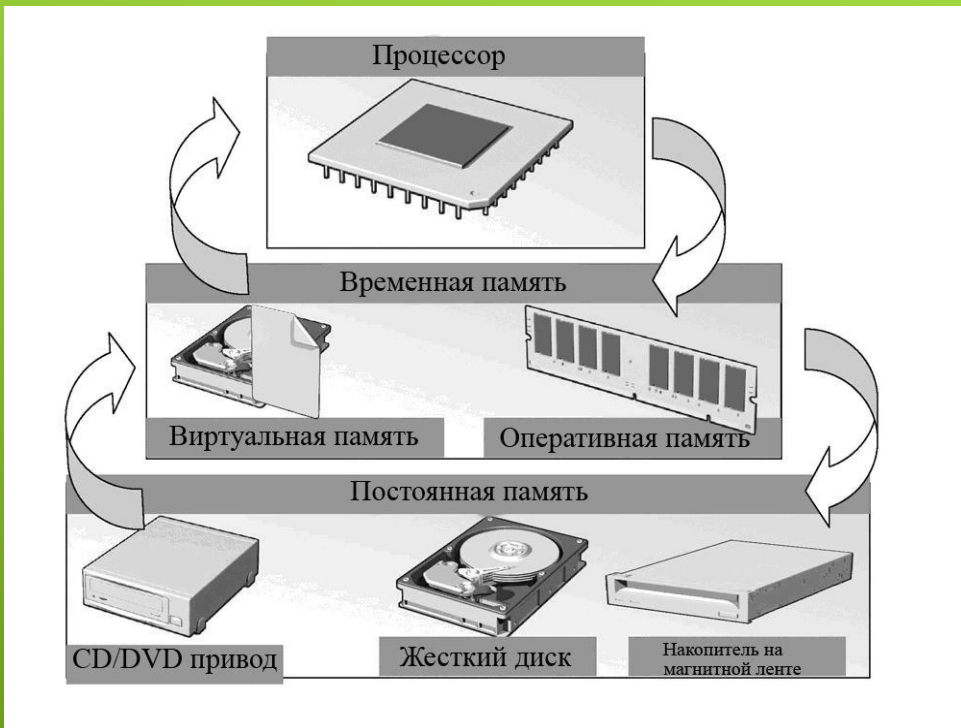 Процессор
Временная память
Виртуальная память
Оперативная память
Постоянная память
CD/DVD привод
Жесткий диск
Накопитель на
магнитной ленте